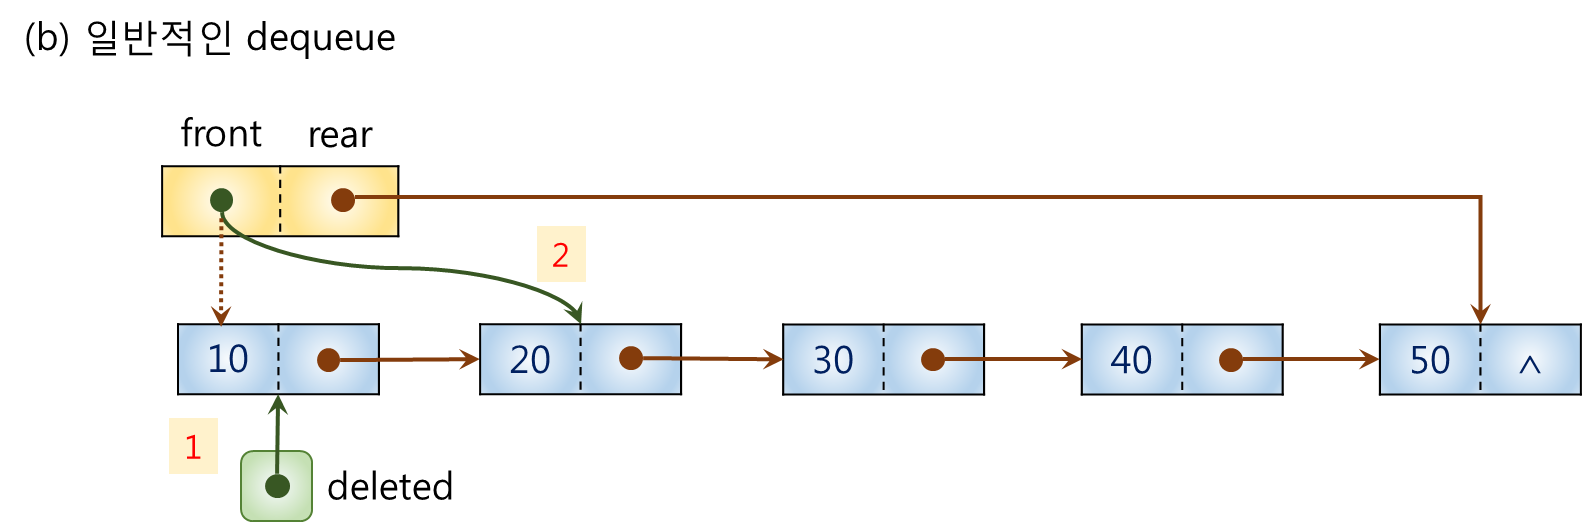 (b) 일반적인 dequeue
front rear
2
10 20 30 40 50 ^
1
deleted